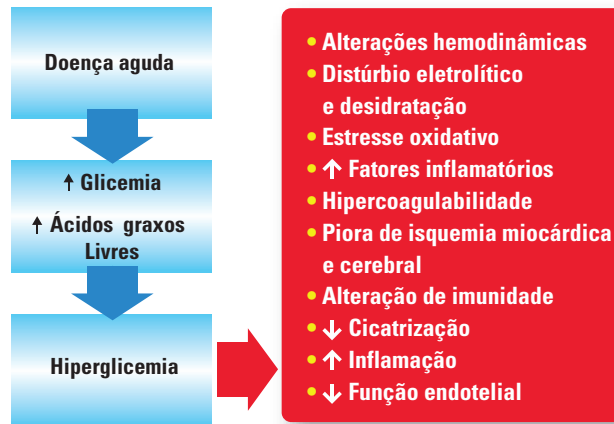 Doença aguda
↑ Glicemia
↑ Ácidos graxos
Livres
Hiperglicemia
• Alterações hemodinâmicas
• Distúrbio eletrolítico
e desidratação
• Estresse oxidativo
• ↑ Fatores inflamatórios
• Hipercoagulabilidade
• Piora de isquemia miocárdica
e cerebral
• Alteração de imunidade
• ↓ Cicatrização
• ↑ Inflamação
• ↓ Função endotelial